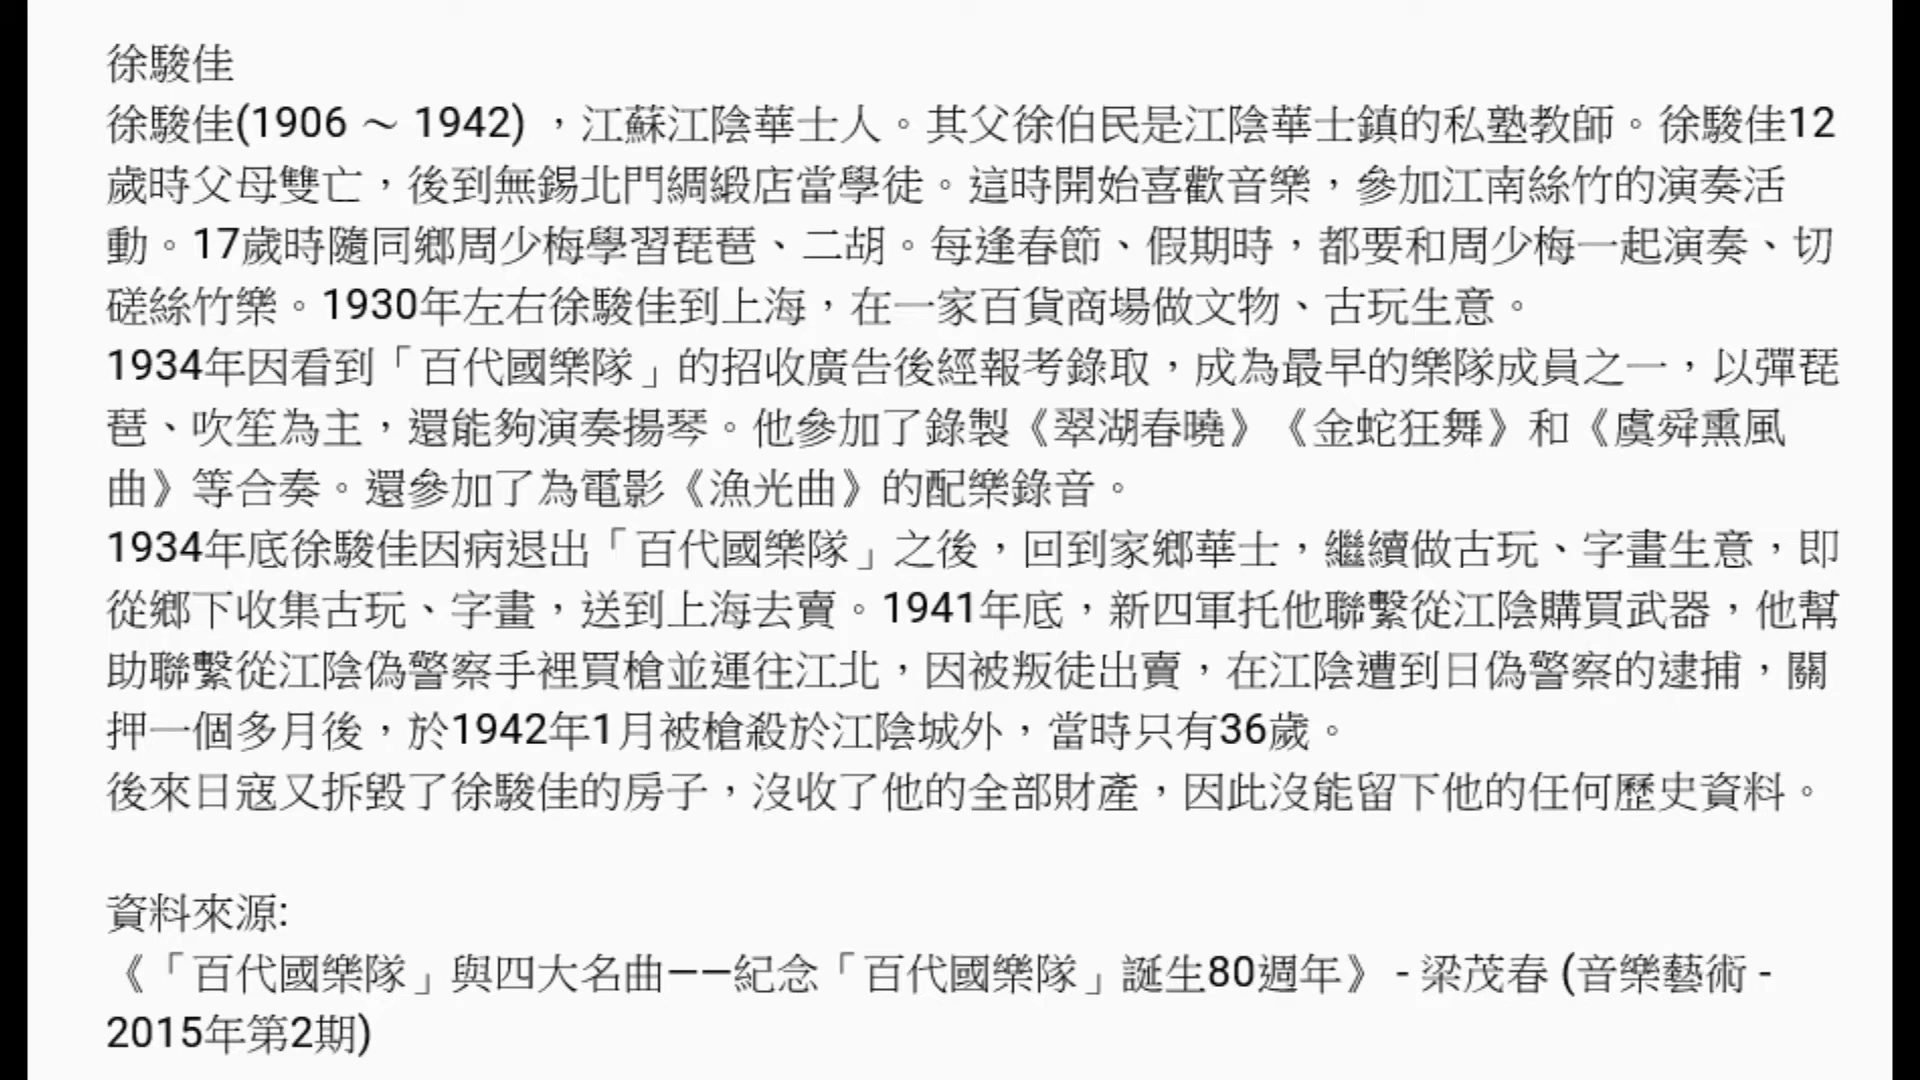 徐駿佳
徐駿佳(1906 ～ 1942) ，江蘇江陰華士人。其父徐伯民是江陰華士鎮的私塾教師。徐駿佳12
歲時父母雙亡，後到無錫北門綢緞店當學徒。這時開始喜歡音樂，參加江南絲竹的演奏活
動。17歲時隨同鄉周少梅學習琵琶、二胡。每逢春節、假期時，都要和周少梅一起演奏、切
磋絲竹樂。1930年左右徐駿佳到上海，在一家百貨商場做文物、古玩生意。
1934年因看到「百代國樂隊」的招收廣告後經報考錄取，成為最早的樂隊成員之一，以彈琵
琶、吹笙為主，還能夠演奏揚琴。他參加了錄製《翠湖春曉》《金蛇狂舞》和《虞舜熏風
曲》等合奏。還參加了為電影《漁光曲》的配樂錄音。
1934年底徐駿佳因病退出「百代國樂隊」之後，回到家鄉華士，繼續做古玩、字畫生意，即
從鄉下收集古玩、字畫，送到上海去賣。1941年底，新四軍托他聯繫從江陰購買武器，他幫
助聯繫從江陰偽警察手裡買槍並運往江北，因被叛徒出賣，在江陰遭到日偽警察的逮捕，關
押一個多月後，於1942年1月被槍殺於江陰城外，當時只有36歲。
後來日寇又拆毀了徐駿佳的房子，沒收了他的全部財產，因此沒能留下他的任何歷史資料。
資料來源:
《「百代國樂隊」與四大名曲——紀念「百代國樂隊」誕生80週年》 - 梁茂春 (音樂藝術 -
2015年第2期)